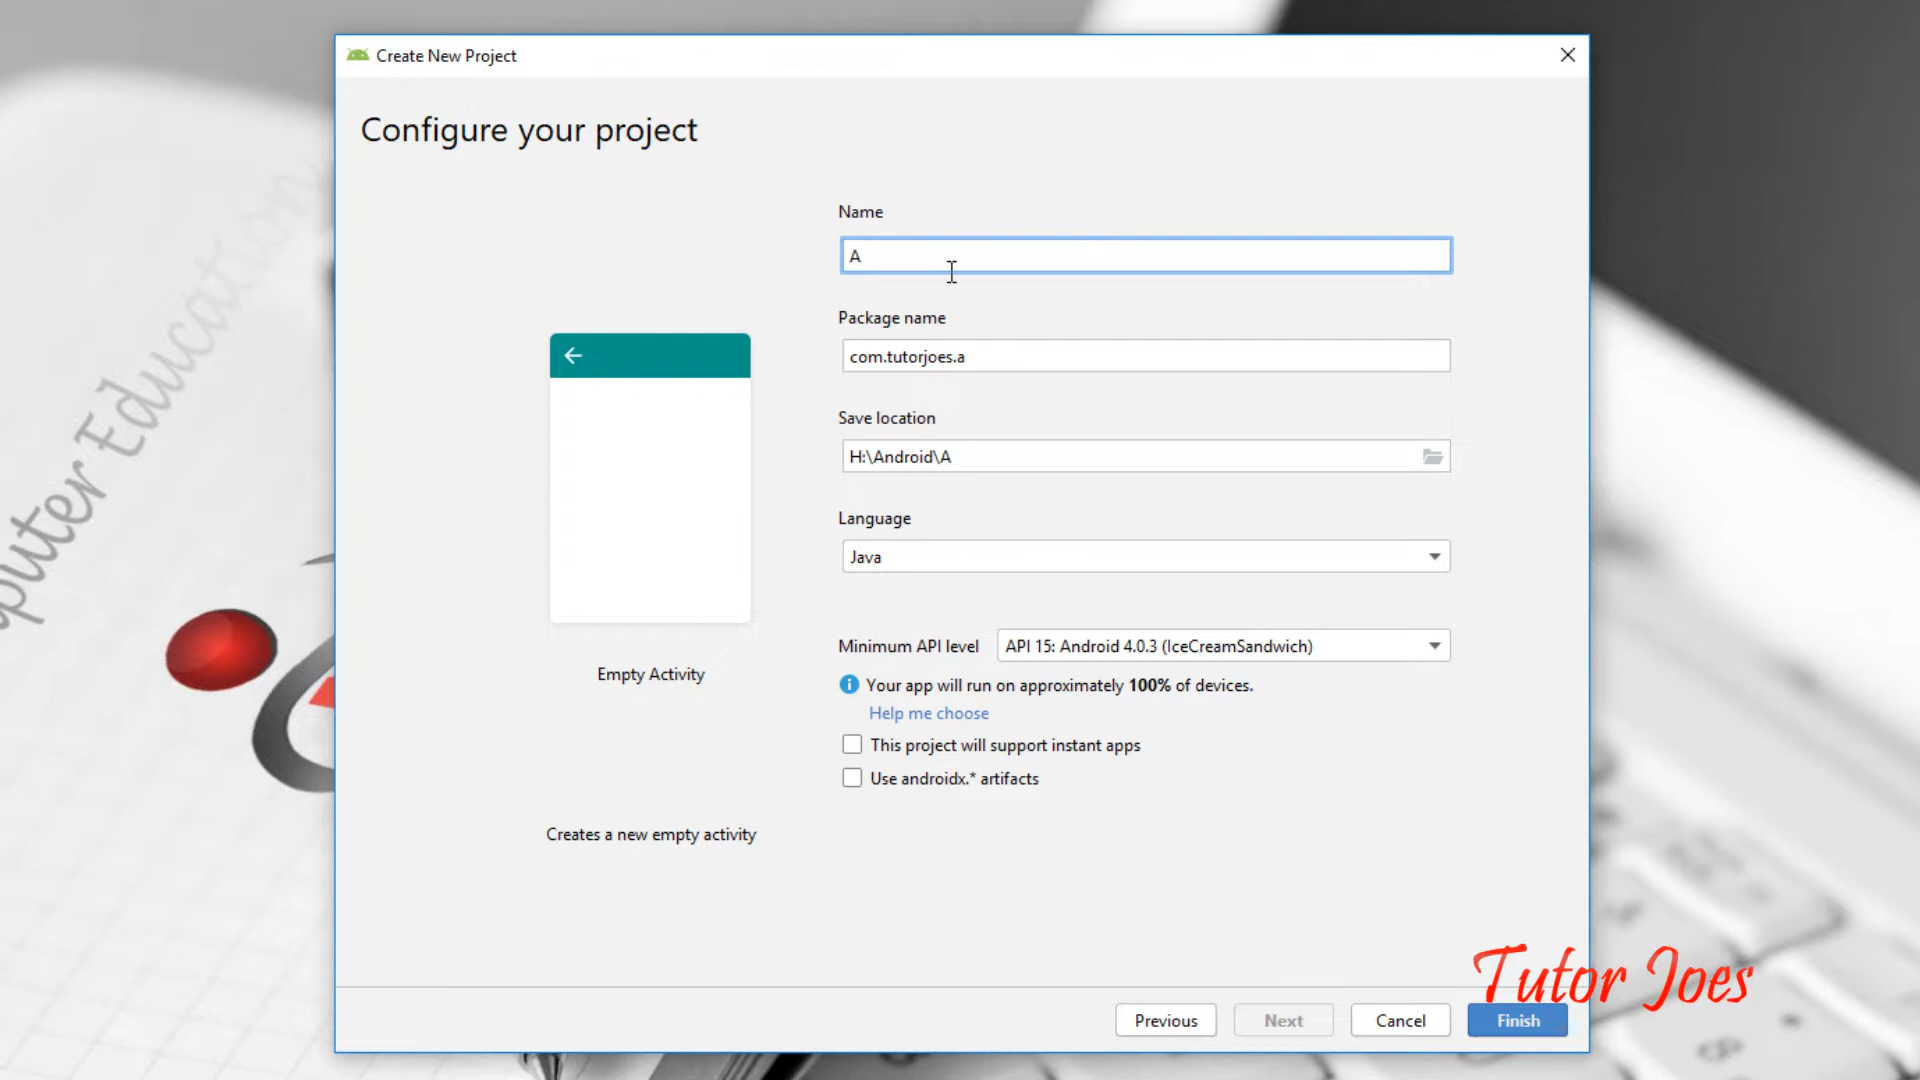 Create New Project
Configure your project
Name
A
Package name
com.tutorjoes.a
Save location
H:\Android\A
Language
Java
Minimum API level
API 15: Android 4.0.3 (IceCreamSandwich)
Your app will run on approximately 100% of devices.
Help me choose
This project will support instant apps
Use androidx.* artifacts
Empty Activity
Creates a new empty activity
Previous
Next
Cancel
Finish
Tutor Joes
puter Education